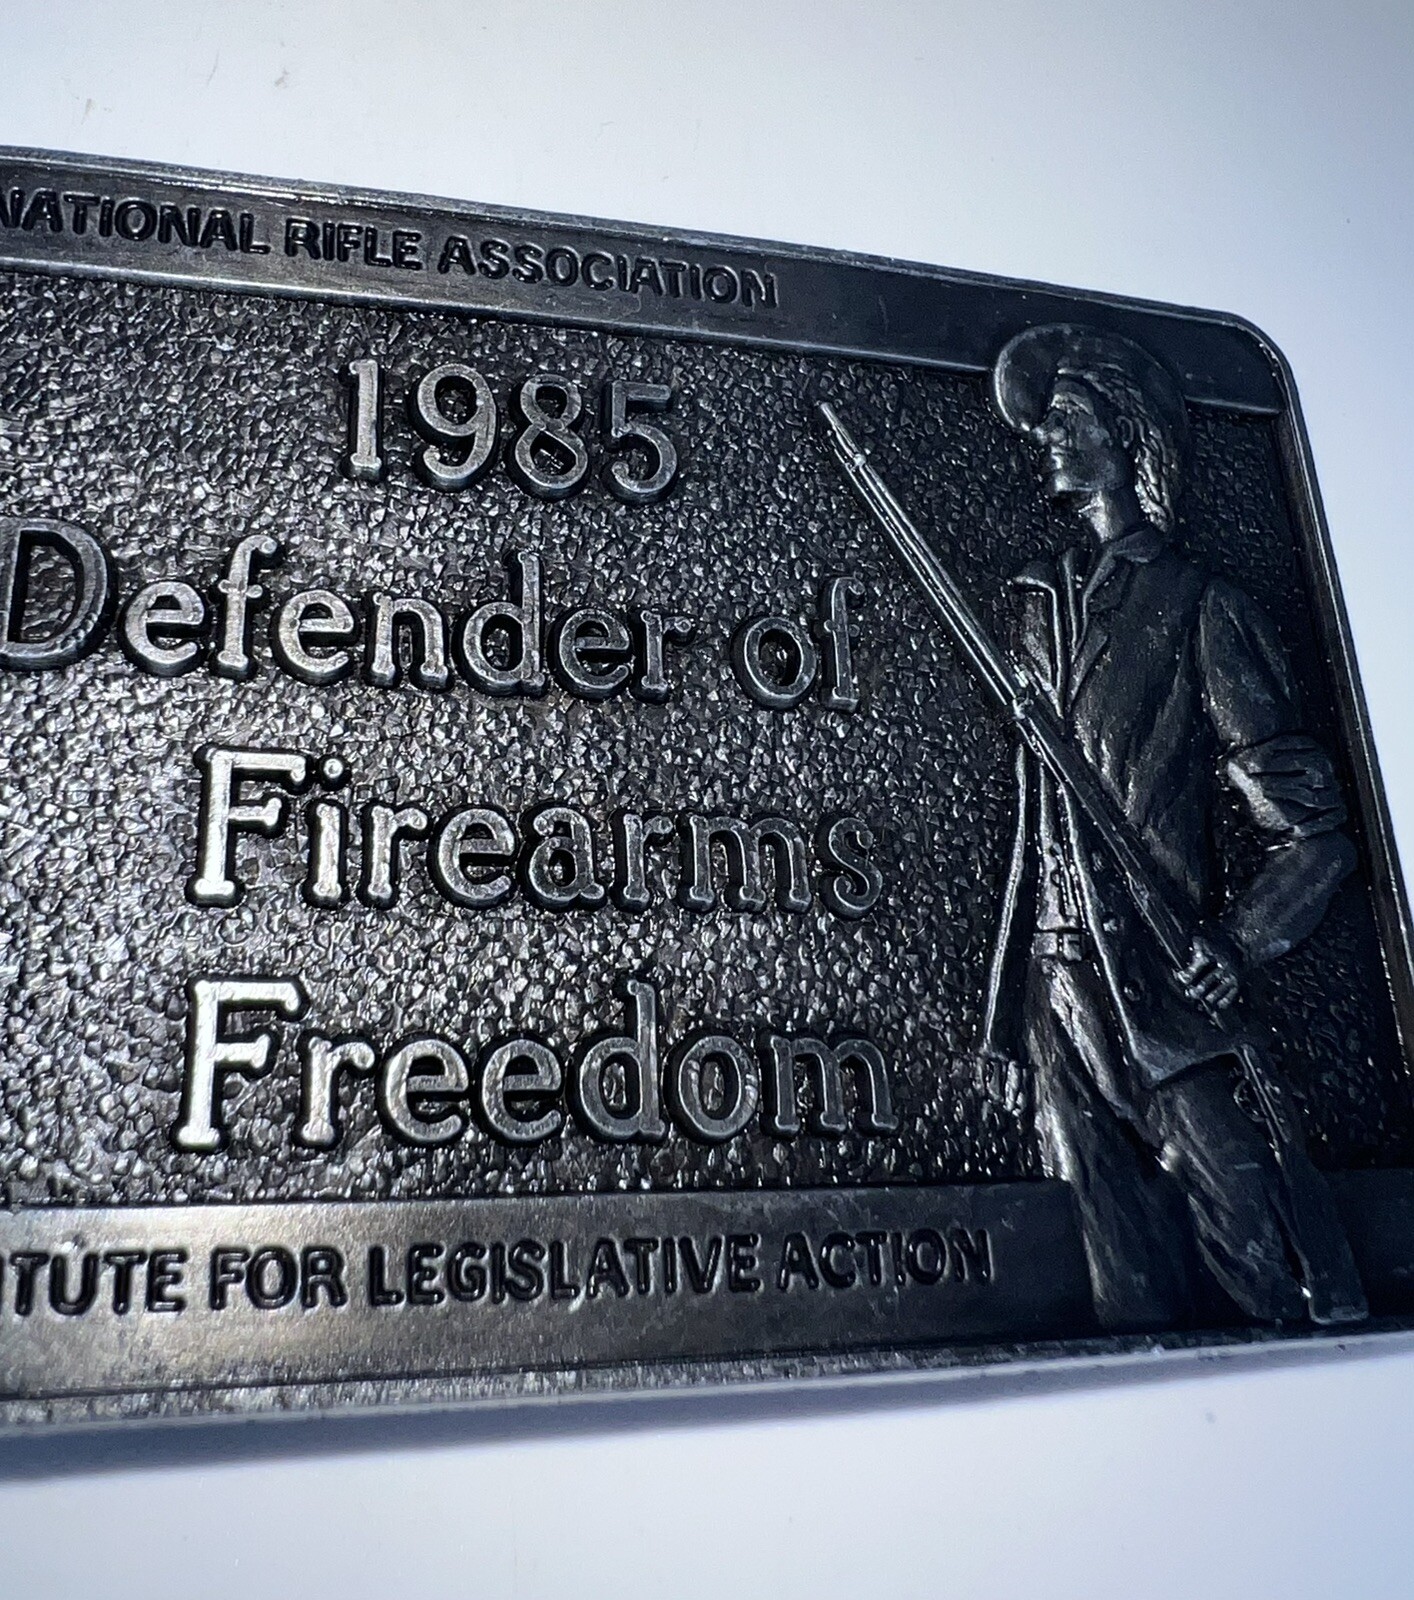 NATIONAL RIFLE ASSOCIATION
1985
Defender of
Firearms
Freedom
TUTE FOR LEGISLATIVE ACTION